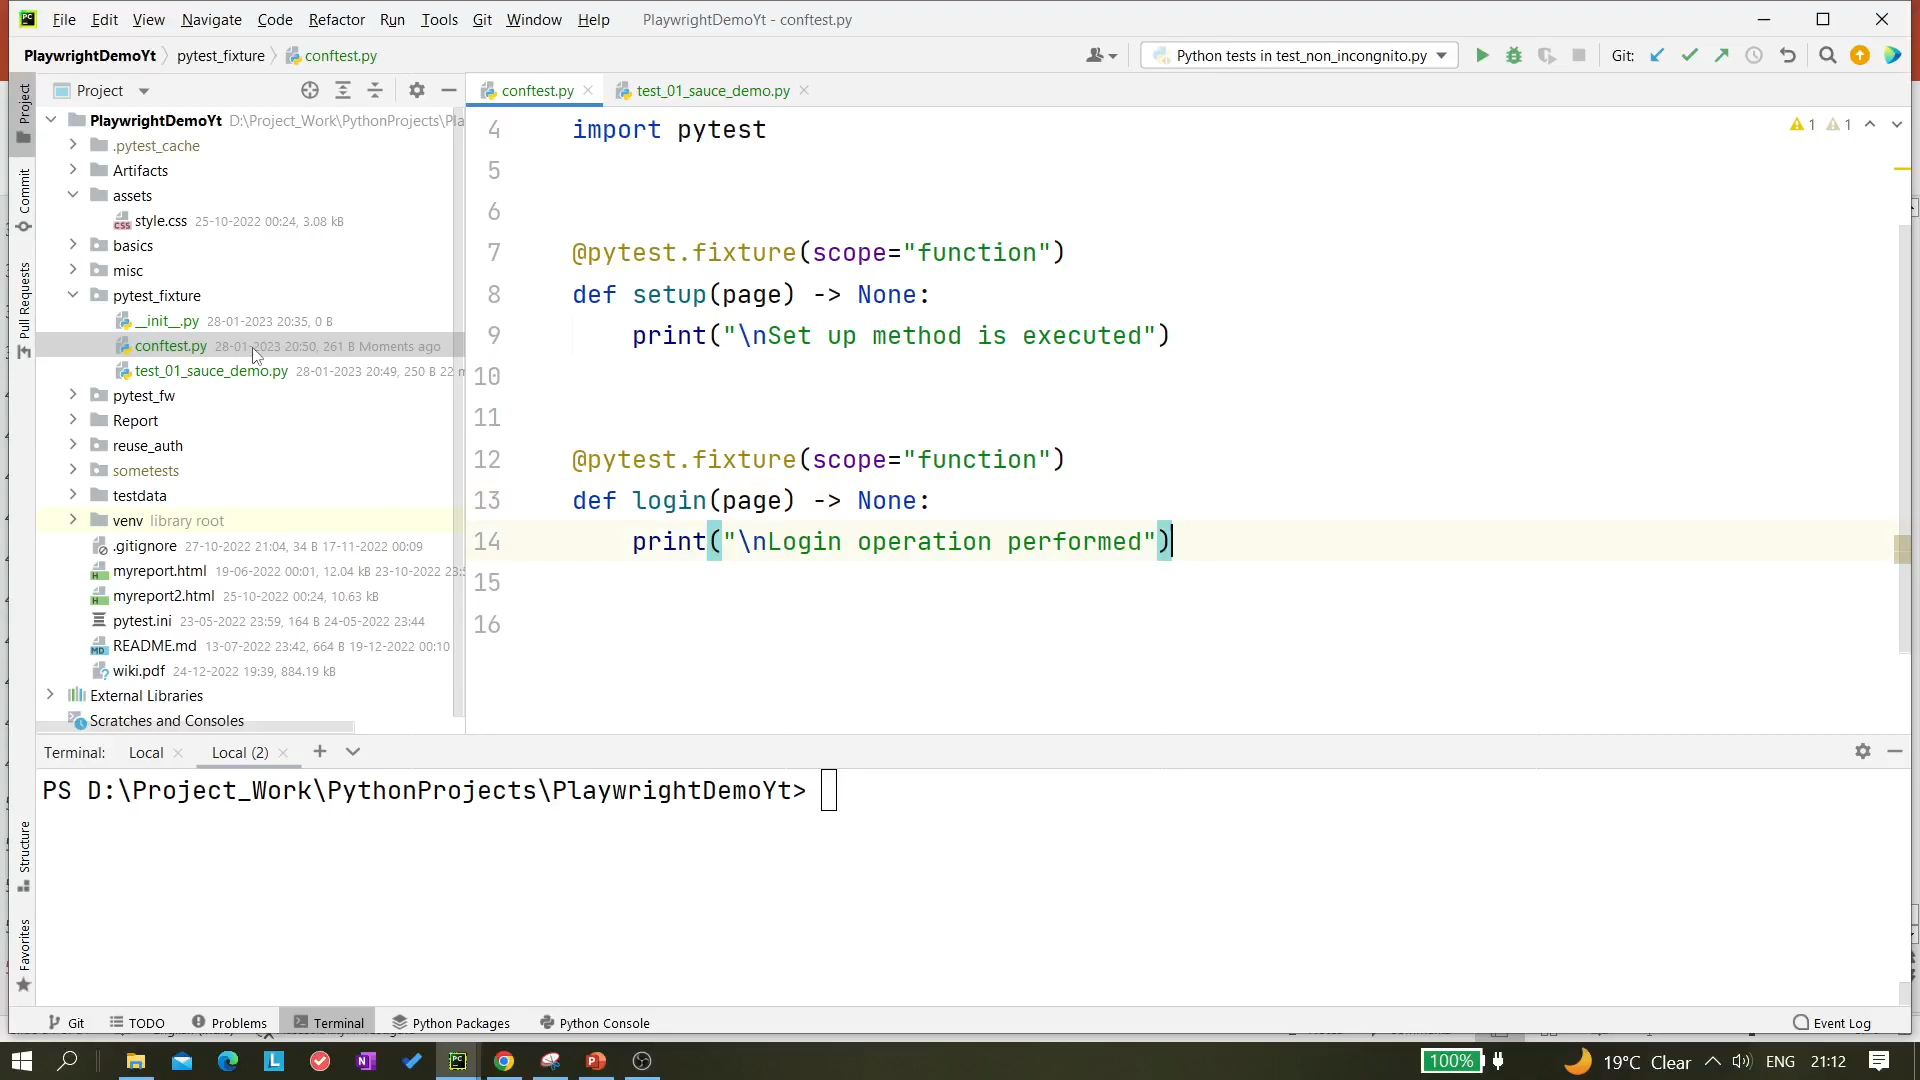 File Edit View Navigate Code Refactor Run Tools Git Window Help PlaywrightDemoYt - conftest.py
PlaywrightDemoYt pytest_fixture conftest.py
Python tests in test_non_incongnito.py Git:
Project
conftest.py
test_01_sauce_demo.py
Project
Commit
Pull Requests
Structure
Favorites
PlaywrightDemoYt D:\Project_Work\PythonProjects\Pla
.pytest_cache
Artifacts
assets
style.css 25-10-2022 00:24, 3.08 kB
basics
misc
pytest_fixture
__init__.py 28-01-2023 20:35, 0 B
conftest.py 28-01-2023 20:50, 261 B Moments ago
test_01_sauce_demo.py 28-01-2023 20:49, 250 B 22 m
pytest_fw
Report
reuse_auth
sometests
testdata
venv library root
.gitignore 27-10-2022 21:04, 34 B 17-11-2022 00:09
myreport.html 19-06-2022 00:01, 12.04 kB 23-10-2022 23:5
myreport2.html 25-10-2022 00:24, 10.63 kB
pytest.ini 23-05-2022 23:59, 164 B 24-05-2022 23:44
README.md 13-07-2022 23:42, 664 B 19-12-2022 00:10
wiki.pdf 24-12-2022 19:39, 884.19 kB
External Libraries
Scratches and Consoles
1 1
4 import pytest
5
6
7 @pytest.fixture(scope="function")
8 def setup(page) -> None:
9 print("\nSet up method is executed")
10
11
12 @pytest.fixture(scope="function")
13 def login(page) -> None:
14 print("\nLogin operation performed")
15
16
Terminal: Local Local (2)
PS D:\Project_Work\PythonProjects\PlaywrightDemoYt>
Git TODO Problems Terminal Python Packages Python Console Event Log
100% 19°C Clear ENG 21:12